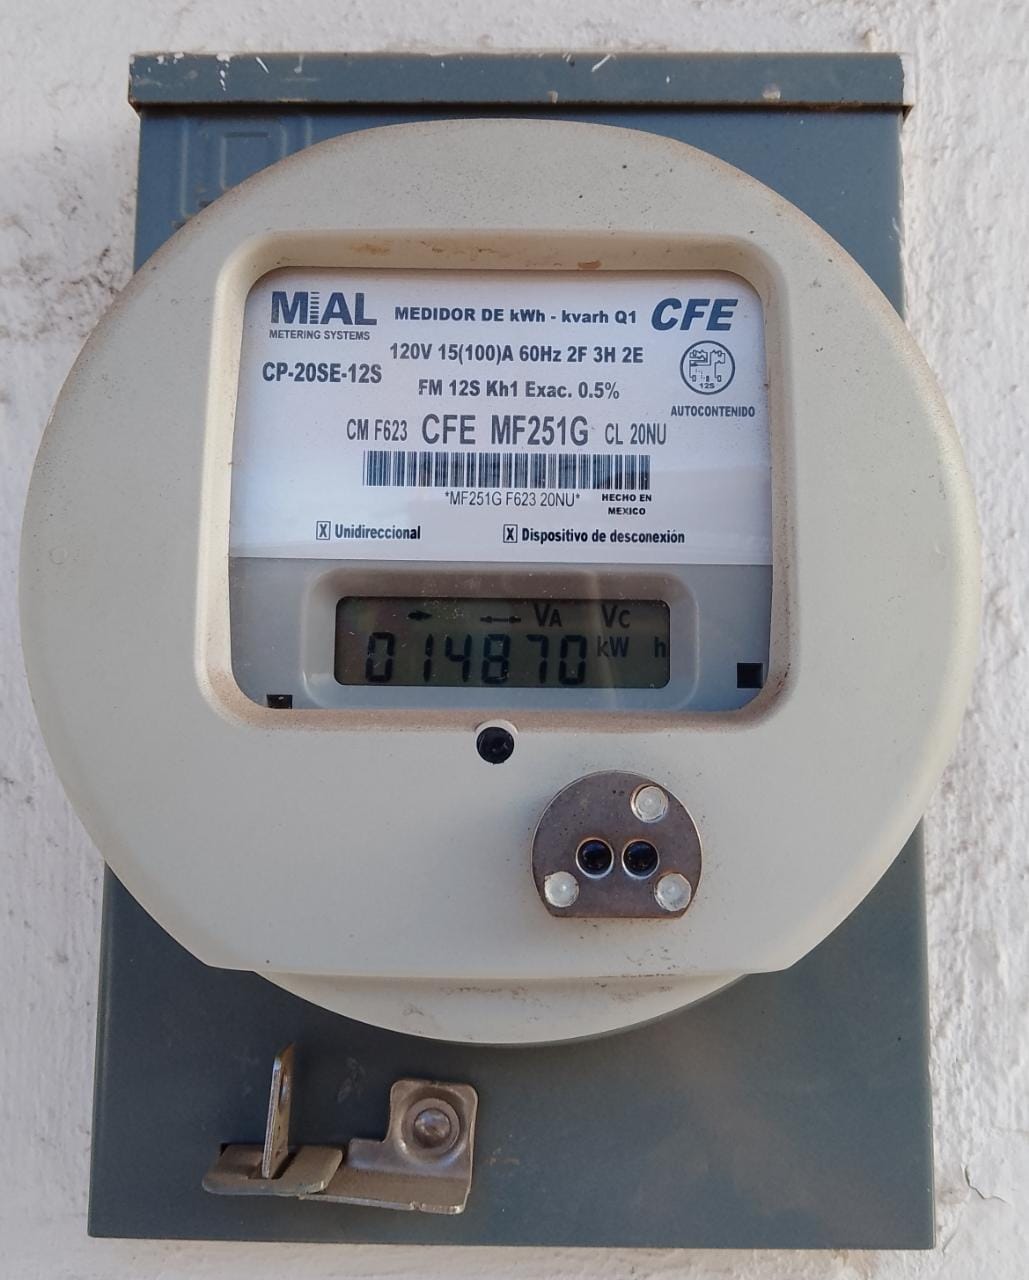 MIAL
METERING SYSTEMS
MEDIDOR DE kWh - kvarh Q1
CFE
120V 15(100)A 60Hz 2F 3H 2E
CP-20SE-12S
FM 12S Kh1 Exac. 0.5%
12S
AUTOCONTENIDO
CM F623 CFE MF251G CL 20NU
*MF251G F623 20NU*
HECHO EN
MEXICO
X Unidireccional
X Dispositivo de desconexión
VA VC
014870 kW h